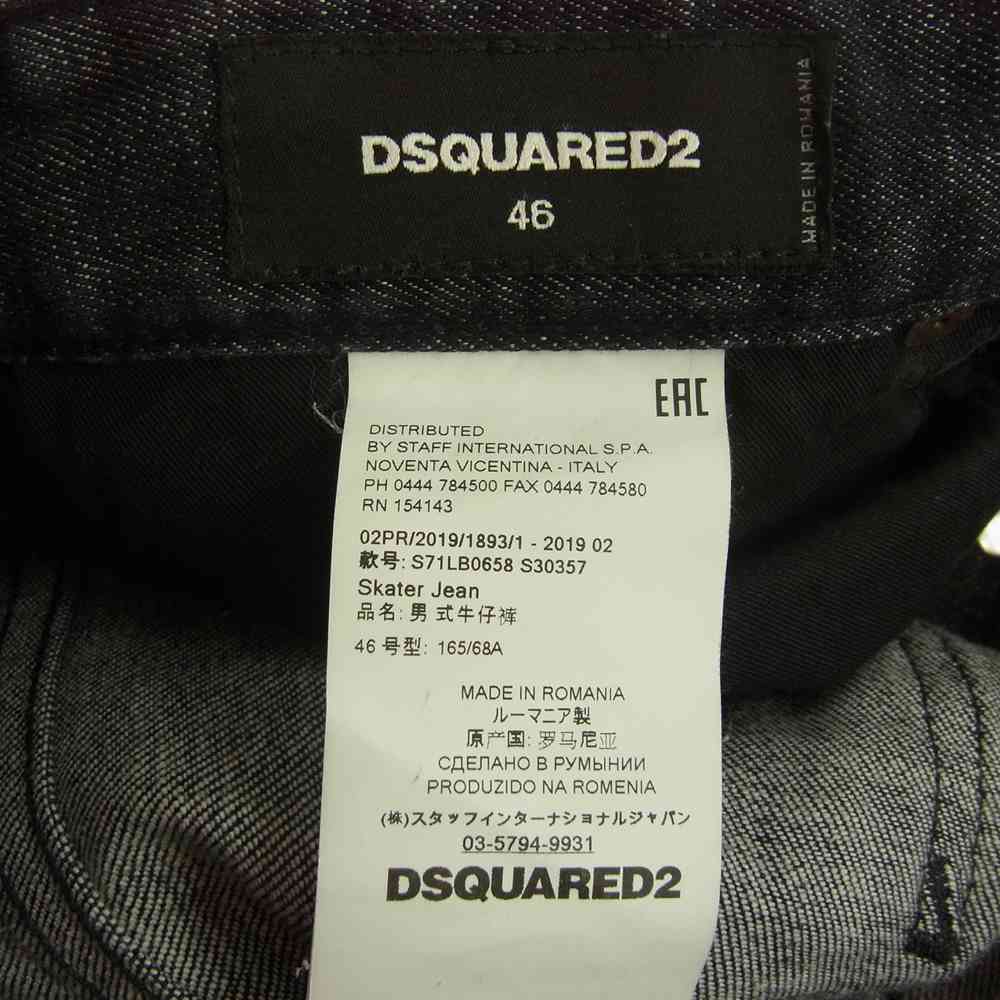 DSQUARED2
46
MADE IN ROMANIA
EAC
DISTRIBUTED
BY STAFF INTERNATIONAL S.P.A.
NOVENTA VICENTINA - ITALY
PH 0444 784500 FAX 0444 784580
RN 154143
02PR/2019/1893/1 - 2019 02
款号: S71LB0658 S30357
Skater Jean
品名: 男 式牛仔裤
46 号型: 165/68A
MADE IN ROMANIA
ルーマニア製
原产国: 罗马尼亚
СДЕЛАНО В РУМЫНИИ
PRODUZIDO NA ROMENIA
(株)スタッフインターナショナルジャパン
03-5794-9931
DSQUARED2